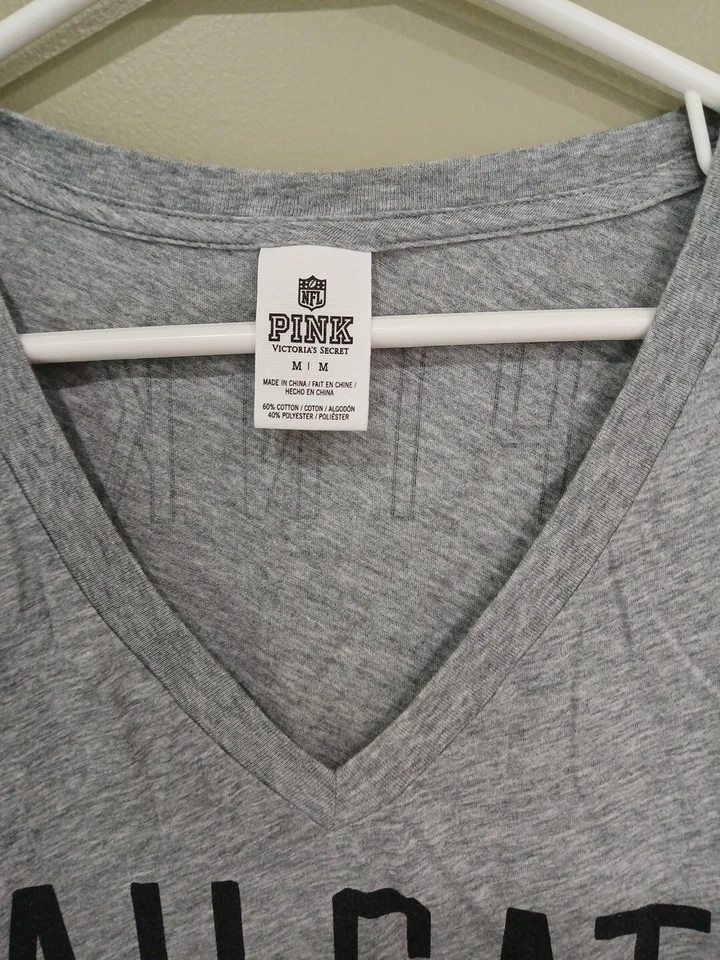 NFL
PINK
VICTORIA'S SECRET
M | M
MADE IN CHINA / FAIT EN CHINE /
HECHO EN CHINA
60% COTTON / COTON / ALGODÓN
40% POLYESTER / POLIÉSTER